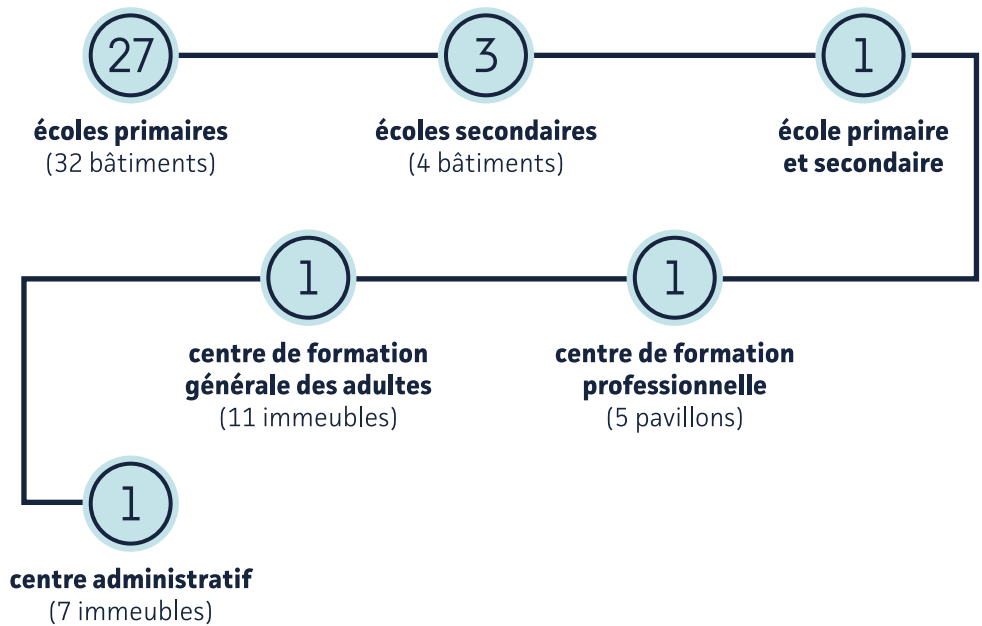 27
écoles primaires
(32 bâtiments)
3
écoles secondaires
(4 bâtiments)
1
école primaire
et secondaire
1
centre de formation
générale des adultes
(11 immeubles)
1
centre de formation
professionnelle
(5 pavillons)
1
centre administratif
(7 immeubles)